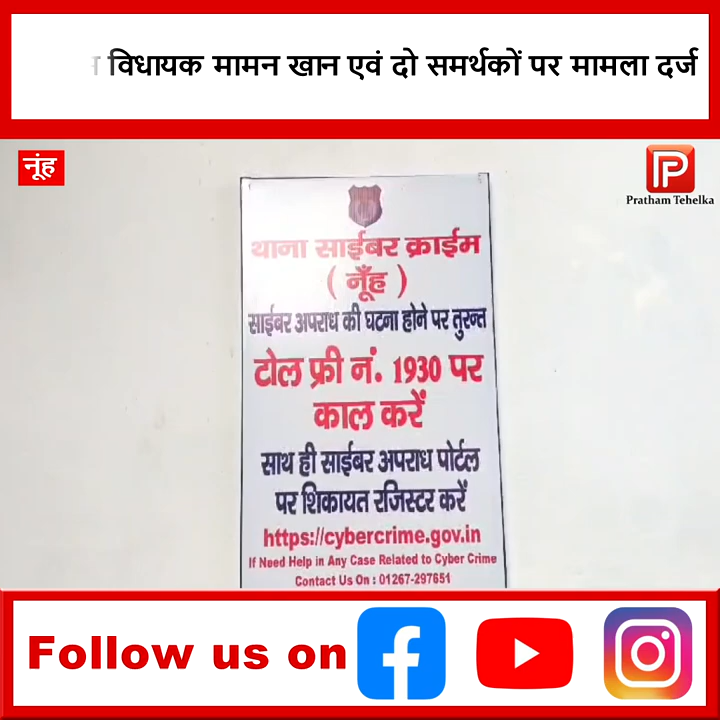 विधायक मामन खान एवं दो समर्थकों पर मामला दर्ज
नूंह
Pratham Tehelka
थाना साईबर क्राईम
( नूँह )
साईबर अपराध की घटना होने पर तुरन्त
टोल फ्री नं. 1930 पर
काल करें
साथ ही साईबर अपराध पोर्टल
पर शिकायत रजिस्टर करें
https://cybercrime.gov.in
If Need Help in Any Case Related to Cyber Crime
Contact Us On : 01267-297651
Follow us on